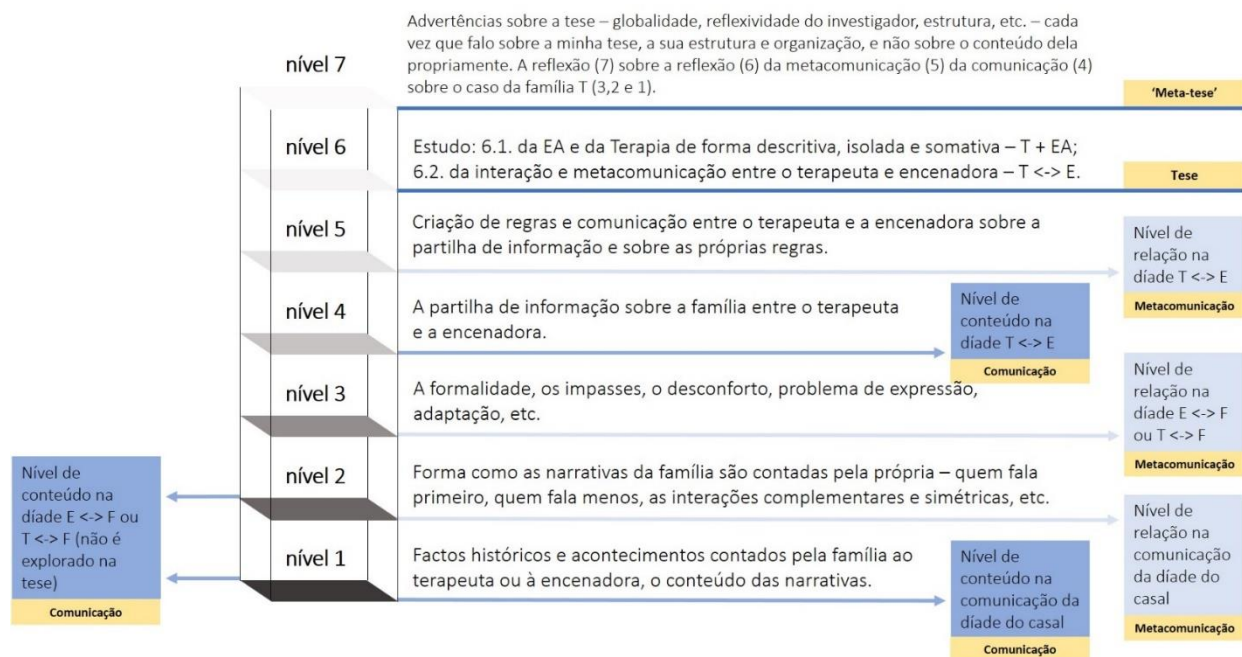 Advertências sobre a tese – globalidade, reflexividade do investigador, estrutura, etc. – cada
vez que falo sobre a minha tese, a sua estrutura e organização, e não sobre o conteúdo dela
propriamente. A reflexão (7) sobre a reflexão (6) da metacomunicação (5) da comunicação (4)
sobre o caso da família T (3,2 e 1).
nível 7
'Meta-tese'
nível 6
Estudo: 6.1. da EA e da Terapia de forma descritiva, isolada e somativa – T + EA;
6.2. da interação e metacomunicação entre o terapeuta e encenadora – T <-> E.
Tese
nível 5
Criação de regras e comunicação entre o terapeuta e a encenadora sobre a
partilha de informação e sobre as próprias regras.
Nível de
relação na
díade T <-> E
Metacomunicação
nível 4
A partilha de informação sobre a família entre o terapeuta
e a encenadora.
Nível de
conteúdo na
díade T <-> E
Comunicação
nível 3
A formalidade, os impasses, o desconforto, problema de expressão,
adaptação, etc.
Nível de
relação na
díade E <-> F
ou T <-> F
Metacomunicação
nível 2
Forma como as narrativas da família são contadas pela própria – quem fala
primeiro, quem fala menos, as interações complementares e simétricas, etc.
Nível de
relação na
comunicação
da díade do
casal
Metacomunicação
Nível de
conteúdo na
díade E <-> F ou
T <-> F (não é
explorado na
tese)
Comunicação
nível 1
Factos históricos e acontecimentos contados pela família ao
terapeuta ou à encenadora, o conteúdo das narrativas.
Nível de
conteúdo na
comunicação da
díade do casal
Comunicação